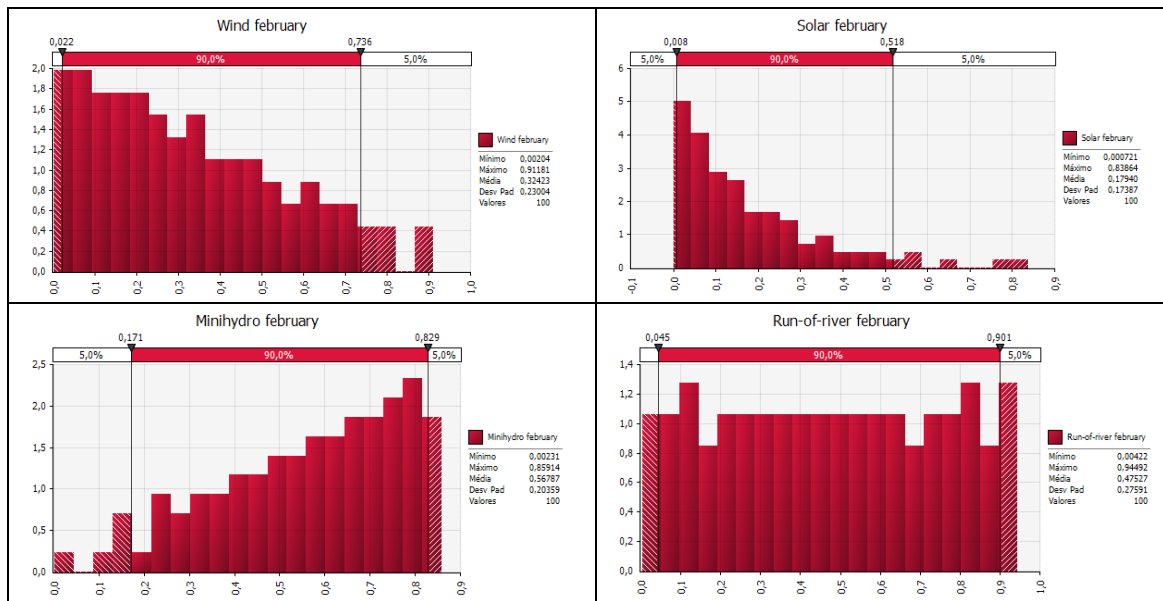 Wind february
0,022 0,736
90,0% 5,0%
2,0
1,8
1,6
1,4
1,2
1,0
0,8
0,6
0,4
0,2
0,0
0,0 0,1 0,2 0,3 0,4 0,5 0,6 0,7 0,8 0,9 1,0
Wind february
Mínimo 0,00204
Máximo 0,91181
Média 0,32423
Desv Pad 0,23004
Valores 100
Solar february
0,008 0,518
5,0% 90,0% 5,0%
6
5
4
3
2
1
0
-0,1 0,0 0,1 0,2 0,3 0,4 0,5 0,6 0,7 0,8 0,9
Solar february
Mínimo 0,000721
Máximo 0,83864
Média 0,17940
Desv Pad 0,17387
Valores 100
Minihydro february
0,171 0,829
5,0% 90,0% 5,0%
2,5
2,0
1,5
1,0
0,5
0,0
0,0 0,1 0,2 0,3 0,4 0,5 0,6 0,7 0,8 0,9
Minihydro february
Mínimo 0,00231
Máximo 0,85914
Média 0,56787
Desv Pad 0,20359
Valores 100
Run-of-river february
0,045 0,901
90,0% 5,0%
1,4
1,2
1,0
0,8
0,6
0,4
0,2
0,0
0,0 0,1 0,2 0,3 0,4 0,5 0,6 0,7 0,8 0,9 1,0
Run-of-river february
Mínimo 0,00422
Máximo 0,94492
Média 0,47527
Desv Pad 0,27591
Valores 100